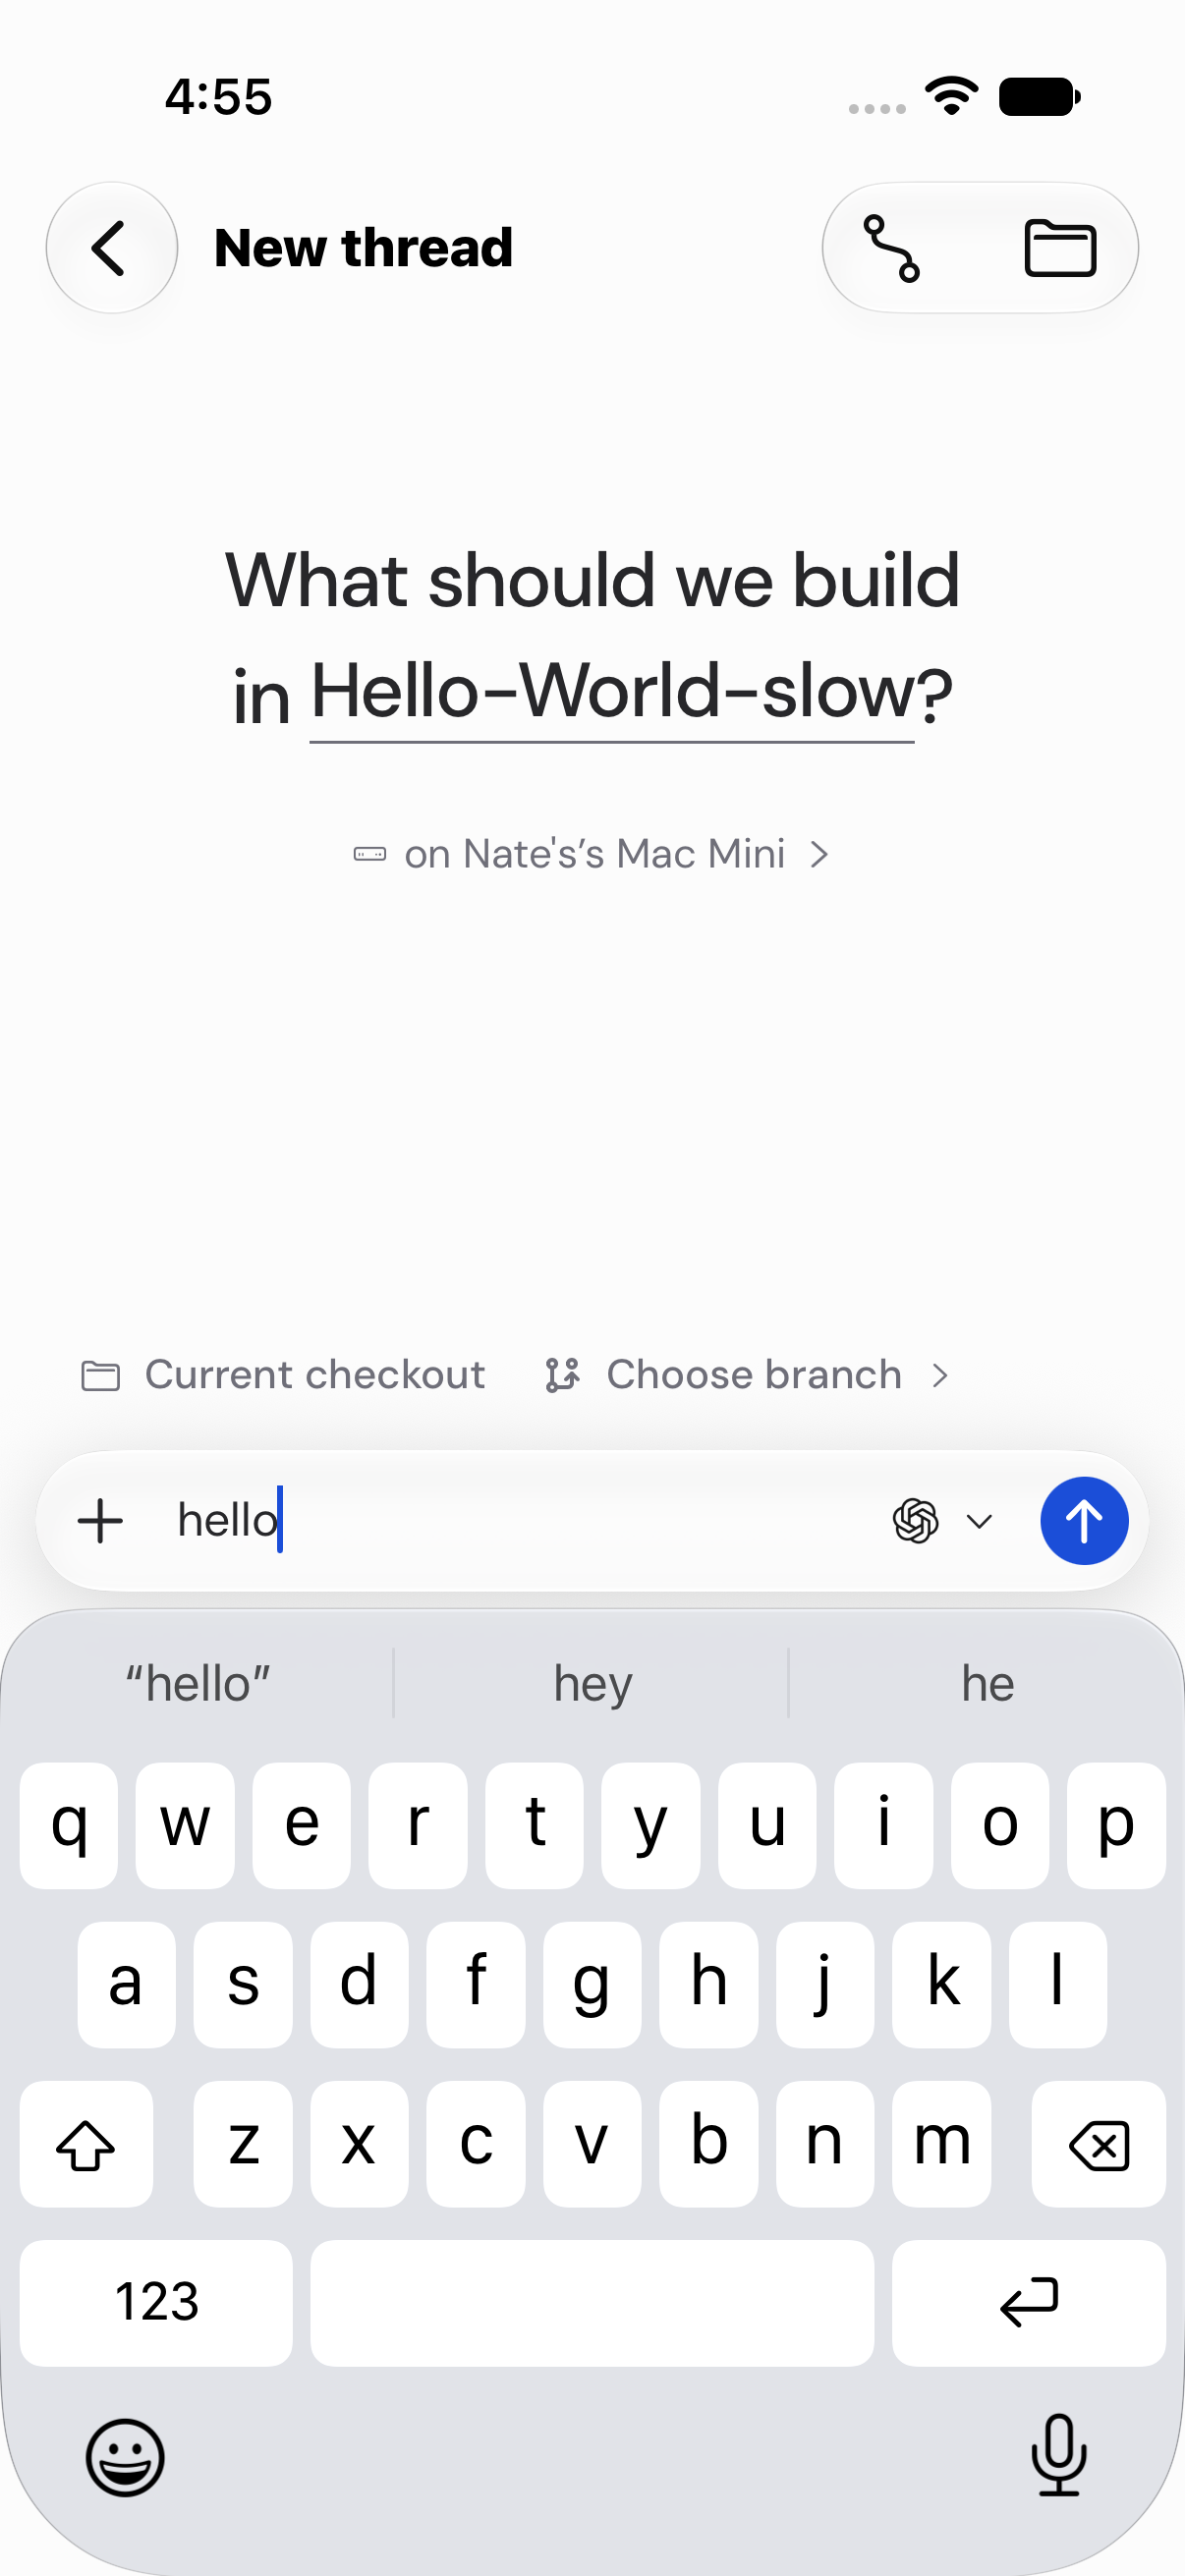 4:55
New thread
What should we build
in Hello-World-slow?
on Nate's’s Mac Mini
Current checkout Choose branch
hello
“hello” hey he
q w e r t y u i o p
a s d f g h j k l
z x c v b n m
123